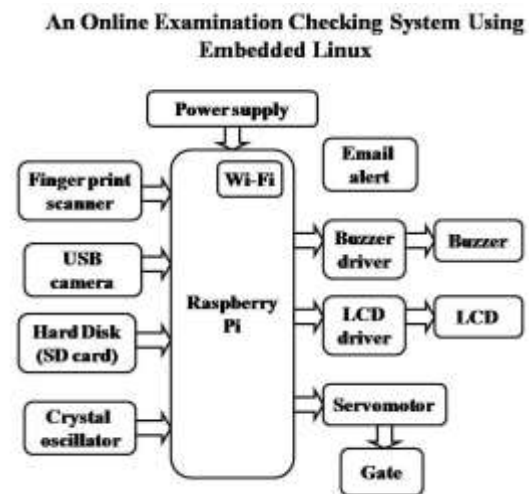 An Online Examination Checking System Using
Embedded Linux
Power supply
Wi-Fi
Email
alert
Finger print
scanner
USB
camera
Hard Disk
(SD card)
Crystal
oscillator
Raspberry
Pi
Buzzer
driver
Buzzer
LCD
driver
LCD
Servomotor
Gate